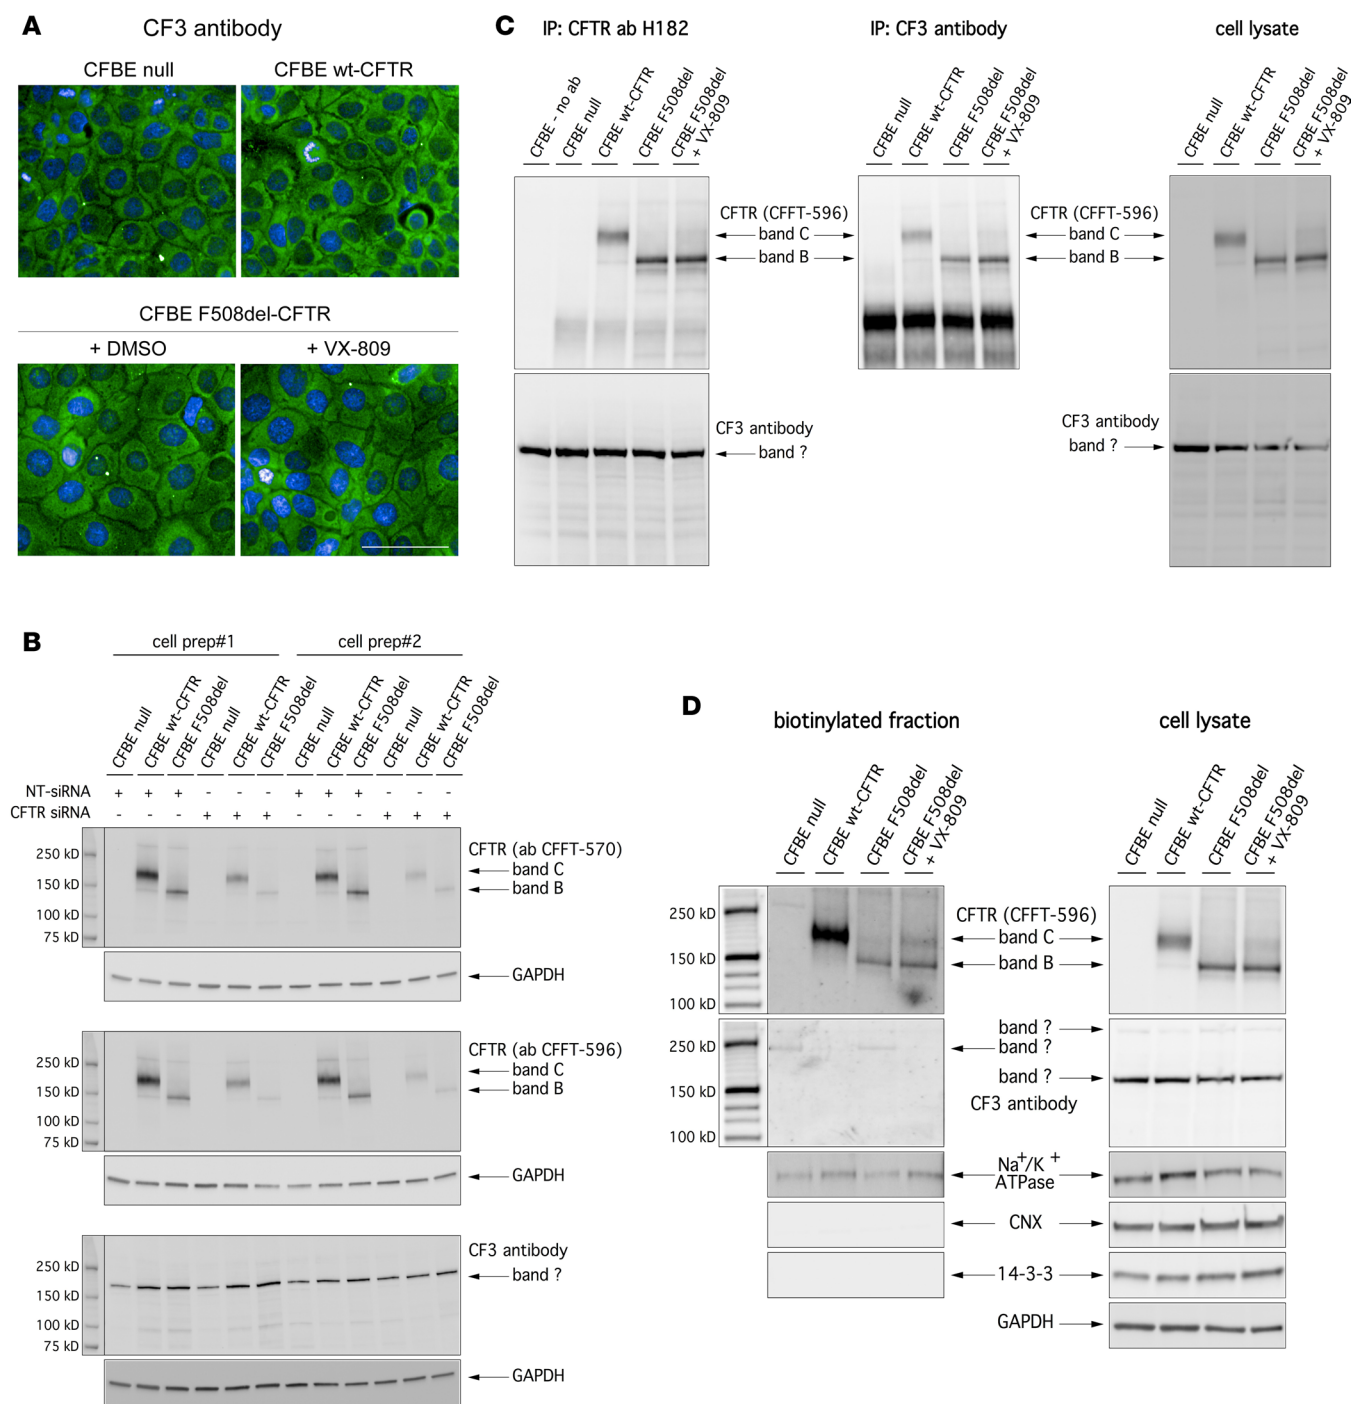 A
CF3 antibody
CFBE null
CFBE wt-CFTR
CFBE F508del-CFTR
+ DMSO
+ VX-809
C
IP: CFTR ab H182
IP: CF3 antibody
cell lysate
CFBE - no ab
CFBE null
CFBE wt-CFTR
CFBE F508del
CFBE F508del
+ VX-809
CFBE null
CFBE wt-CFTR
CFBE F508del
CFBE F508del
+ VX-809
CFBE null
CFBE wt-CFTR
CFBE F508del
CFBE F508del
+ VX-809
CFTR (CFFT-596)
band C
band B
CFTR (CFFT-596)
band C
band B
CF3 antibody
band ?
CF3 antibody
band ?
B
cell prep#1
cell prep#2
CFBE null
CFBE wt-CFTR
CFBE F508del
CFBE null
CFBE wt-CFTR
CFBE F508del
CFBE null
CFBE wt-CFTR
CFBE F508del
CFBE null
CFBE wt-CFTR
CFBE F508del
NT-siRNA + + + - - - + + + - - -
CFTR siRNA - - - + + + - - - + + +
250 kD
150 kD
100 kD
75 kD
CFTR (ab CFFT-570)
band C
band B
GAPDH
250 kD
150 kD
100 kD
75 kD
CFTR (ab CFFT-596)
band C
band B
GAPDH
250 kD
150 kD
100 kD
75 kD
CF3 antibody
band ?
GAPDH
D
biotinylated fraction
cell lysate
CFBE null
CFBE wt-CFTR
CFBE F508del
CFBE F508del
+ VX-809
CFBE null
CFBE wt-CFTR
CFBE F508del
CFBE F508del
+ VX-809
250 kD
150 kD
100 kD
CFTR (CFFT-596)
band C
band B
250 kD
150 kD
100 kD
band ?
band ?
band ?
CF3 antibody
Na+/K+
ATPase
CNX
14-3-3
GAPDH